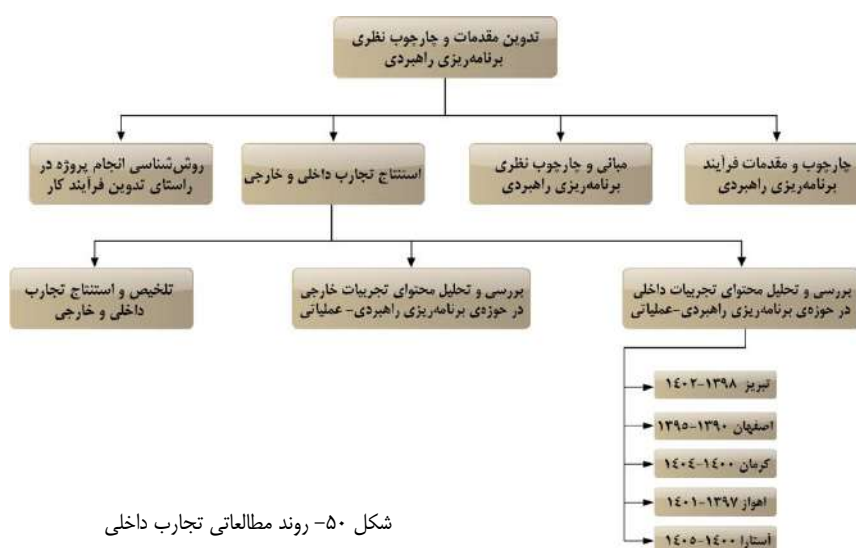 تدوین مقدمات و چارچوب نظری
برنامه‌ریزی راهبردی
چارچوب و مقدمات فرآیند
برنامه‌ریزی راهبردی
مبانی و چارچوب نظری
برنامه‌ریزی راهبردی
استنتاج تجارب داخلی و خارجی
روش‌شناسی انجام پروژه در
راستای تدوین فرآیند کار
بررسی و تحلیل محتوای تجربیات داخلی
در حوزه‌ی برنامه‌ریزی راهبردی-عملیاتی
بررسی و تحلیل محتوای تجربیات خارجی
در حوزه‌ی برنامه‌ریزی راهبردی- عملیاتی
تلخیص و استنتاج تجارب
داخلی و خارجی
تبریز ۱۳۹۸-۱۴۰۲
اصفهان ۱۳۹۰-۱۳۹۵
کرمان ۱۴۰۰-۱۴۰۴
اهواز ۱۳۹۷-۱۴۰۱
آستارا ۱۴۰۰-۱۴۰۵
شکل ۵۰- روند مطالعاتی تجارب داخلی